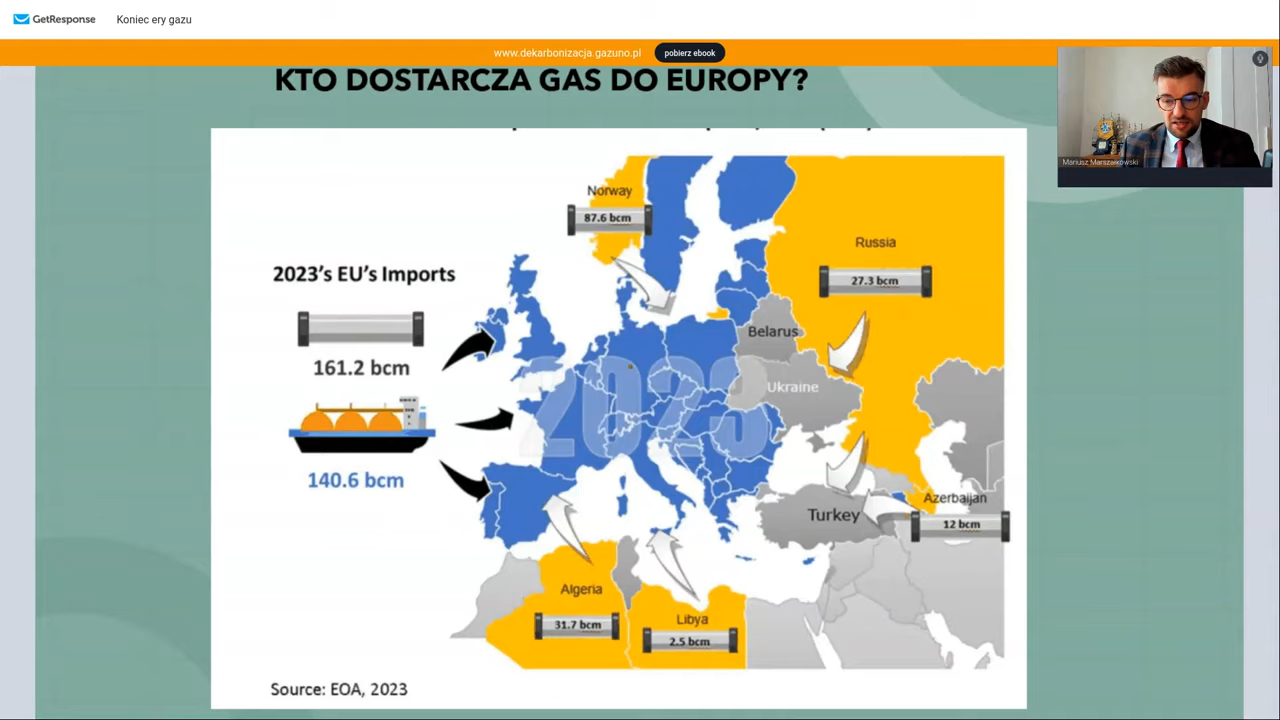 GetResponse
Koniec ery gazu
www.dekarbonizacja.gazuno.pl
pobierz ebook
KTO DOSTARCZA GAS DO EUROPY?
Mariusz Marszałkowski
Norway
87.6 bcm
Russia
27.3 bcm
2023's EU's Imports
161.2 bcm
140.6 bcm
Belarus
Ukraine
2023
Turkey
Azerbaijan
12 bcm
Algeria
31.7 bcm
Libya
2.5 bcm
Source: EOA, 2023